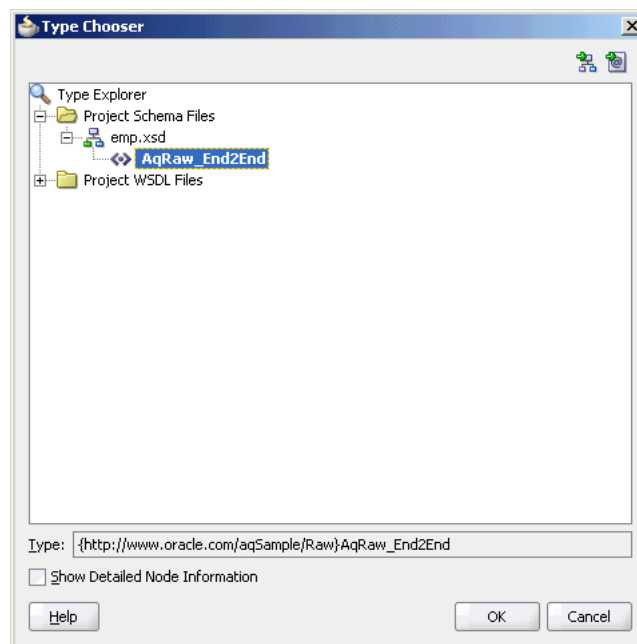 Type Chooser
Type Explorer
Project Schema Files
emp.xsd
AqRaw_End2End
Project WSDL Files
Type: {http://www.oracle.com/aqSample/Raw}AqRaw_End2End
Show Detailed Node Information
Help OK Cancel